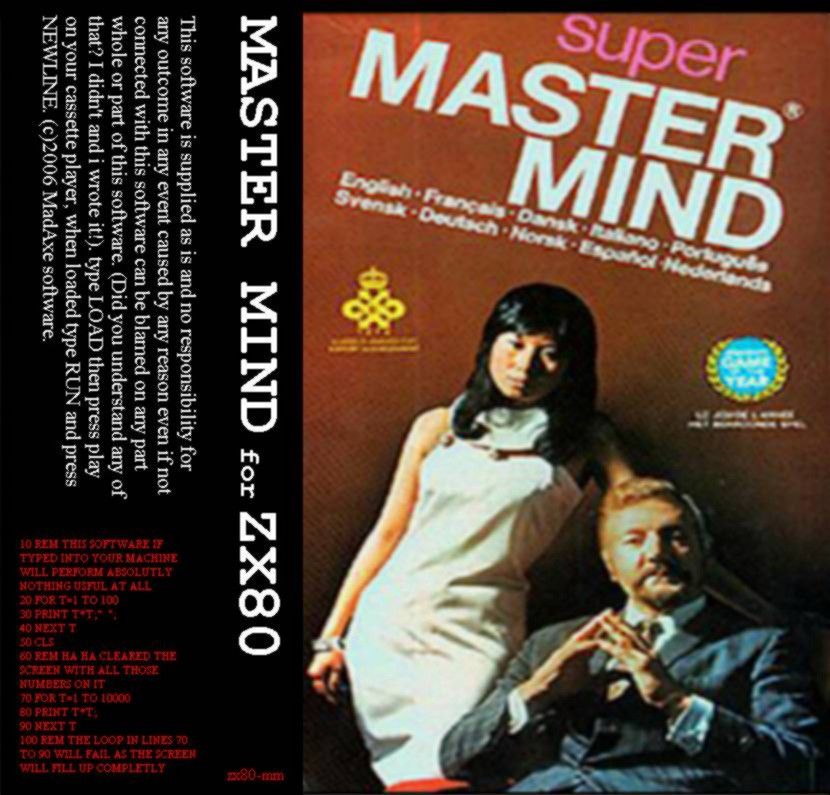 This software is supplied as is and no responsibility for
any outcome in any event caused by any reason even if not
connected with this software can be blamed on any part
whole or part of this software. (Did you understand any of
that? I didn't and i wrote it!). type LOAD then press play
on your cassette player, when loaded type RUN and press
NEWLINE. (c)2006 MadAxe software.
10 REM THIS SOFTWARE IF
TYPED INTO YOUR MACHINE
WILL PERFORM ABSOLUTLY
NOTHING USFUL AT ALL
20 FOR T=1 TO 100
30 PRINT T*T;" ";
40 NEXT T
50 CLS
60 REM HA HA CLEARED THE
SCREEN WITH ALL THOSE
NUMBERS ON IT
70 FOR T=1 TO 10000
80 PRINT T*T,
90 NEXT T
100 REM THE LOOP IN LINES 70
TO 90 WILL FAIL AS THE SCREEN
WILL FILL UP COMPLETLY
MASTER MIND for ZX80
zx80-mm
super
MASTER®
MIND
English · Français · Dansk · Italiano · Português
Svensk · Deutsch · Norsk · Español · Nederlands
GAME
YEAR